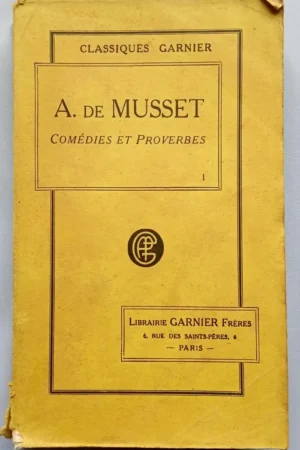 CLASSIQUES GARNIER
A. DE MUSSET
COMÉDIES ET PROVERBES
I
LIBRAIRIE GARNIER FRÈRES
6, RUE DES SAINTS-PÈRES, 6
— PARIS —